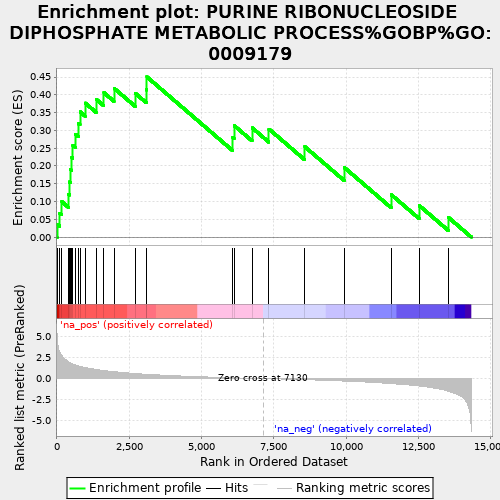 Enrichment plot: PURINE RIBONUCLEOSIDE
DIPHOSPHATE METABOLIC PROCESS%GOBP%GO:
0009179
Enrichment score (ES)
0.45
0.40
0.35
0.30
0.25
0.20
0.15
0.10
0.05
0.00
'na_pos' (positively correlated)
Ranked list metric (PreRanked)
5.0
2.5
0.0
-2.5
-5.0
Zero cross at 7130
'na_neg' (negatively correlated)
0 2,500 5,000 7,500 10,000 12,500 15,000
Rank in Ordered Dataset
Enrichment profile Hits Ranking metric scores